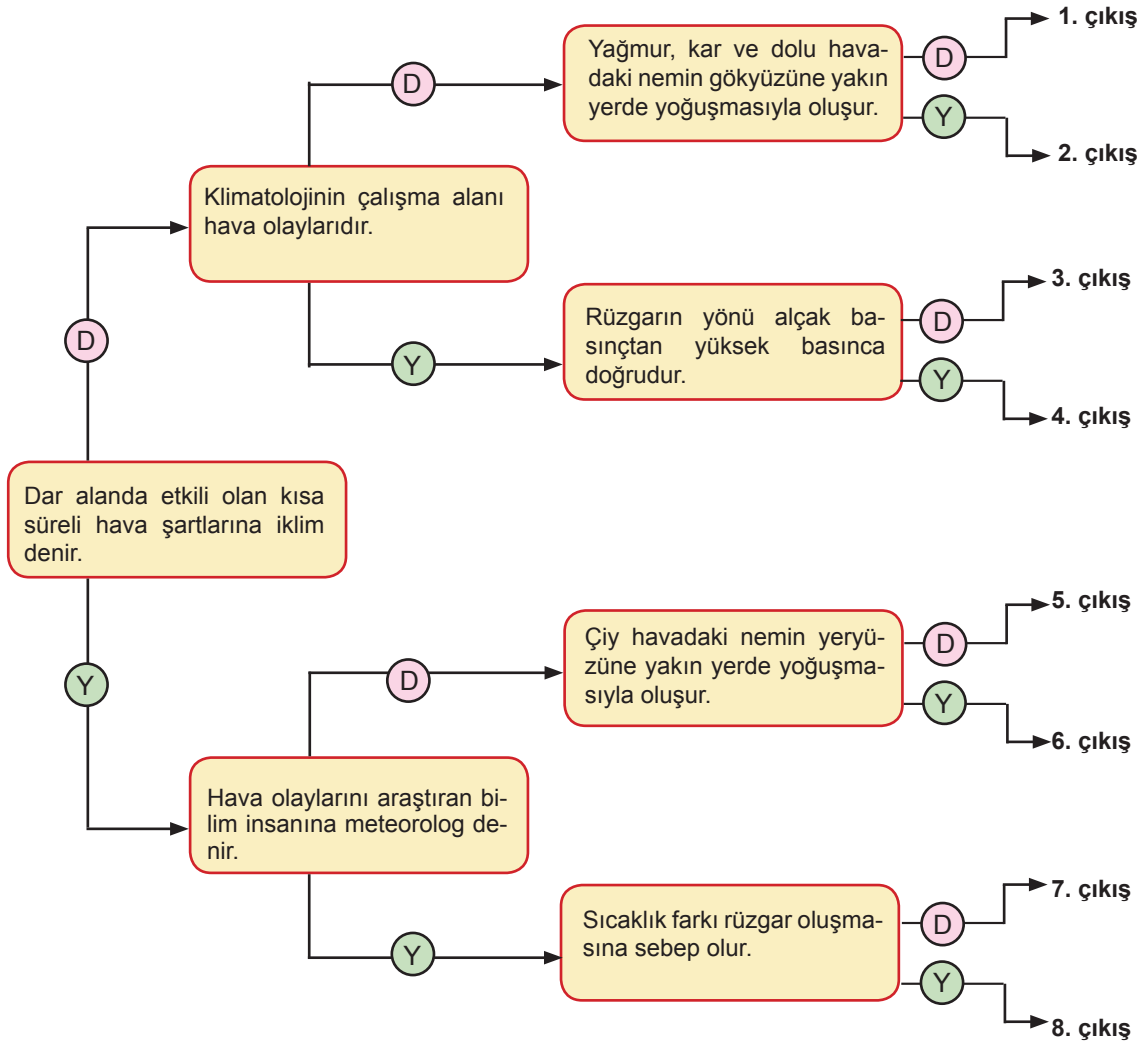 1. çıkış
Yağmur, kar ve dolu hava-
daki nemin gökyüzüne yakın
yerde yoğuşmasıyla oluşur.
D
Y
D
2. çıkış
Klimatolojinin çalışma alanı
hava olaylarıdır.
3. çıkış
Rüzgarın yönü alçak ba-
sınçtan yüksek basınca
doğrudur.
D
Y
D
Y
4. çıkış
Dar alanda etkili olan kısa
süreli hava şartlarına iklim
denir.
5. çıkış
Çiy havadaki nemin yeryü-
züne yakın yerde yoğuşma-
sıyla oluşur.
D
Y
D
Y
6. çıkış
Hava olaylarını araştıran bi-
lim insanına meteorolog de-
nir.
7. çıkış
Sıcaklık farkı rüzgar oluşma-
sına sebep olur.
D
Y
Y
8. çıkış